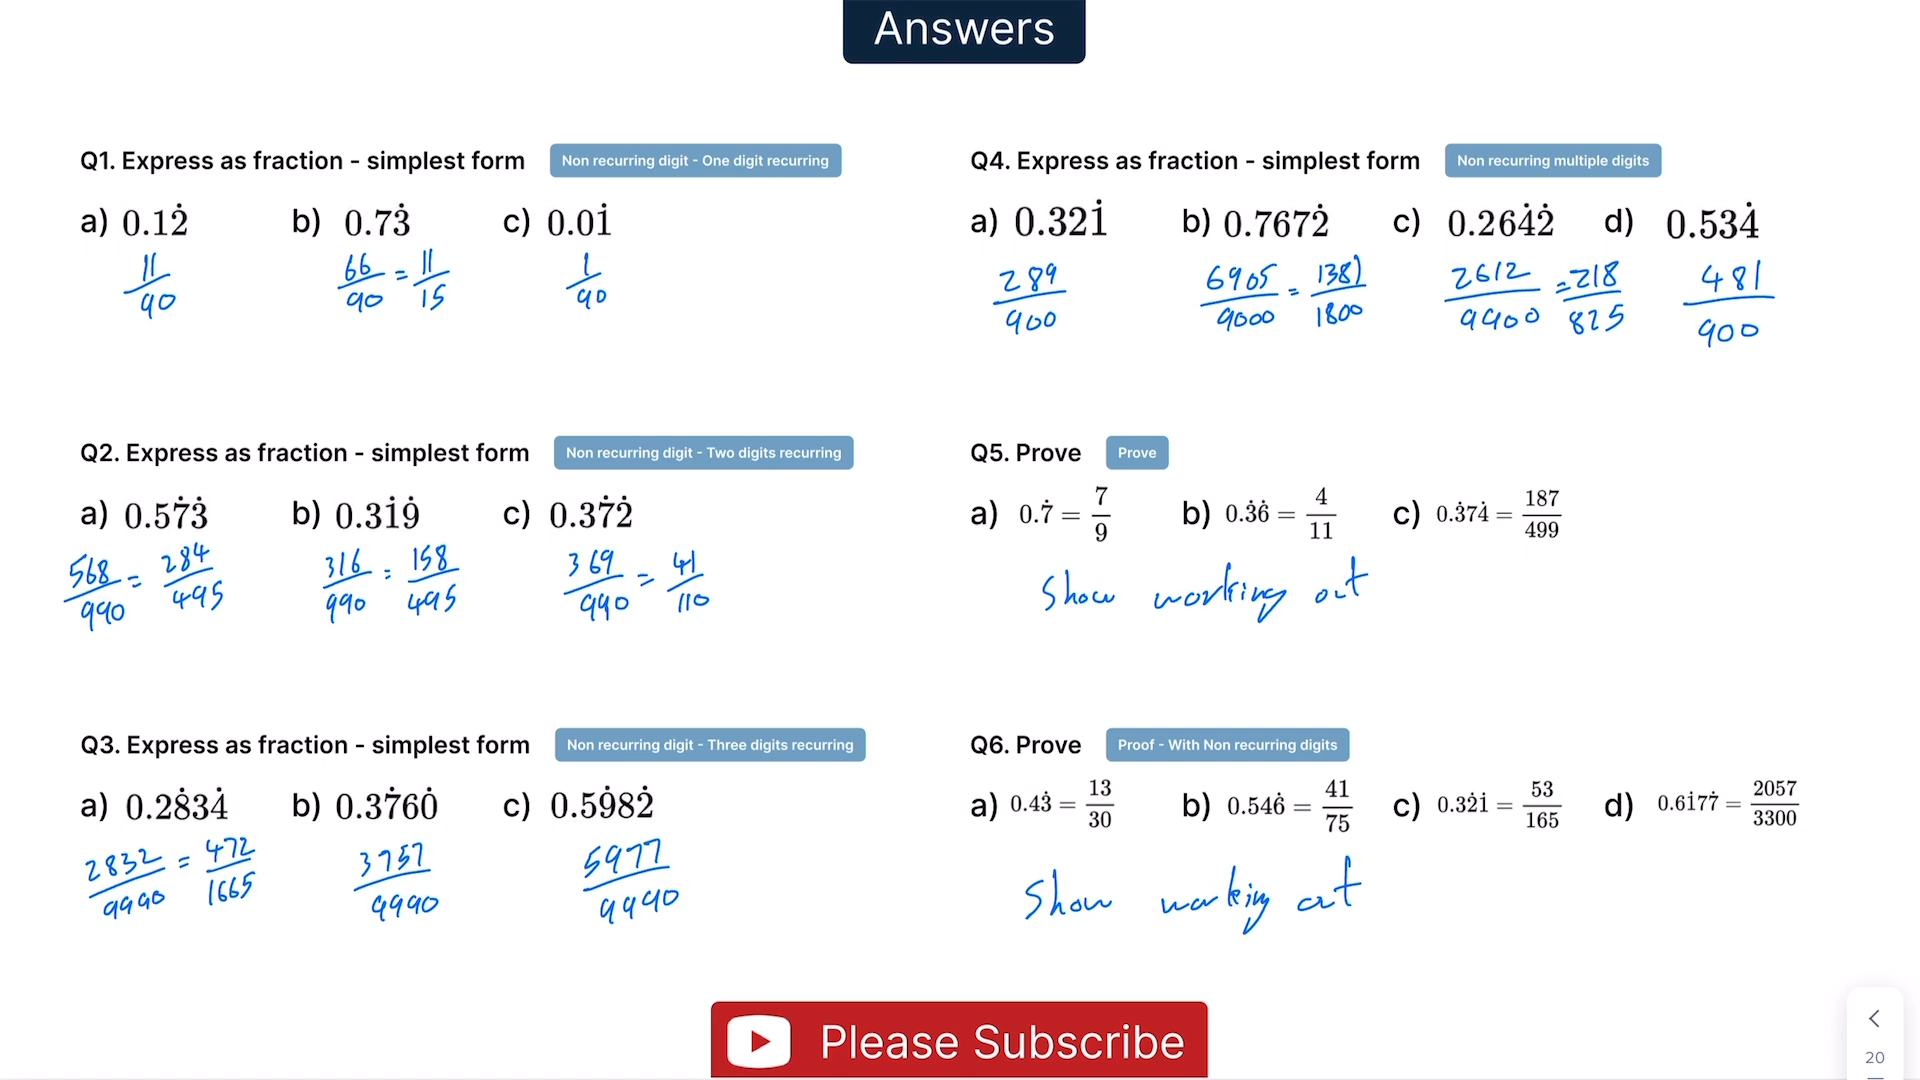 Answers
Q1. Express as fraction - simplest form
Non recurring digit - One digit recurring
a) 0.12̇ b) 0.73̇ c) 0.01̇
11/90 66/90 = 11/15 1/90
Q2. Express as fraction - simplest form
Non recurring digit - Two digits recurring
a) 0.57̇3̇ b) 0.31̇9̇ c) 0.37̇2̇
568/990 = 284/495 316/990 = 158/495 369/990 = 41/110
Q3. Express as fraction - simplest form
Non recurring digit - Three digits recurring
a) 0.28̇34̇ b) 0.37̇60̇ c) 0.59̇82̇
2832/9990 = 472/1665 3757/9990 5977/9990
Q4. Express as fraction - simplest form
Non recurring multiple digits
a) 0.321̇ b) 0.7672̇ c) 0.264̇2̇ d) 0.534̇
289/900 6905/9000 = 1381/1800 2612/9900 = 218/825 481/900
Q5. Prove
Prove
a) 0.7̇ = 7/9 b) 0.3̇6̇ = 4/11 c) 0.3̇74̇ = 187/499
Show working out
Q6. Prove
Proof - With Non recurring digits
a) 0.43̇ = 13/30 b) 0.546̇ = 41/75 c) 0.32̇1̇ = 53/165 d) 0.61̇77̇ = 2057/3300
Show working out
Please Subscribe
20